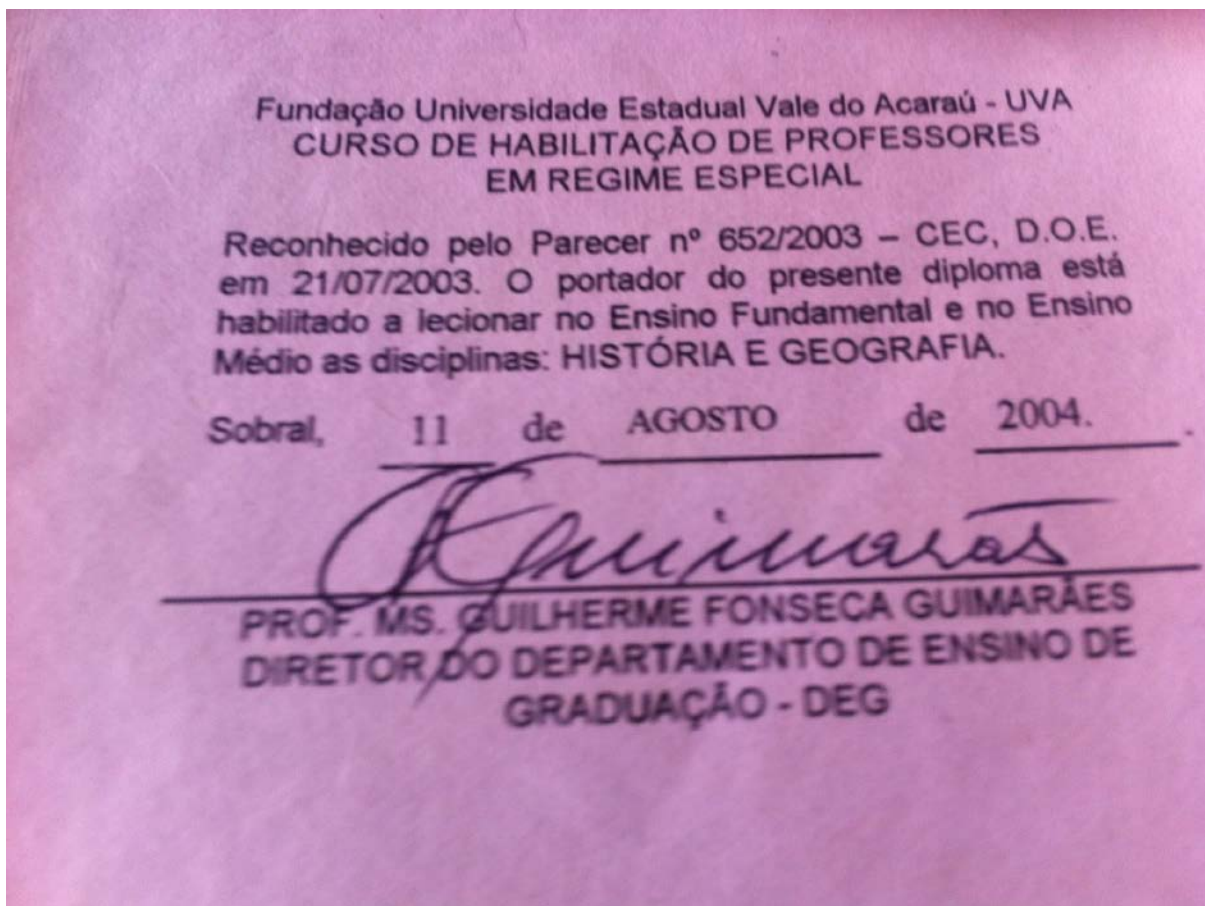 Fundação Universidade Estadual Vale do Acaraú - UVA
CURSO DE HABILITAÇÃO DE PROFESSORES
EM REGIME ESPECIAL
Reconhecido pelo Parecer nº 652/2003 – CEC, D.O.E.
em 21/07/2003. O portador do presente diploma está
habilitado a lecionar no Ensino Fundamental e no Ensino
Médio as disciplinas: HISTÓRIA E GEOGRAFIA.
Sobral, 11 de AGOSTO de 2004. .
Guimarães
PROF. MS. GUILHERME FONSECA GUIMARÃES
DIRETOR DO DEPARTAMENTO DE ENSINO DE
GRADUAÇÃO - DEG